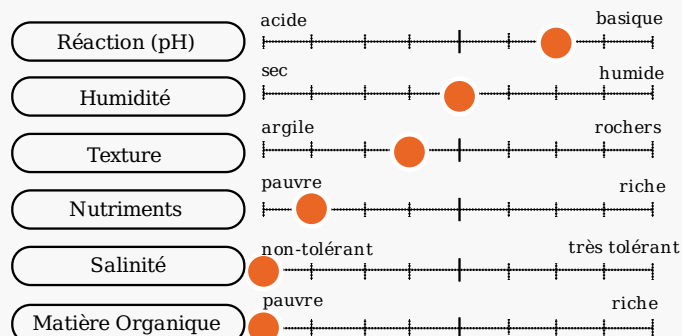 acide basique
Réaction (pH)
sec humide
Humidité
argile rochers
Texture
pauvre riche
Nutriments
non-tolérant très tolérant
Salinité
pauvre riche
Matière Organique